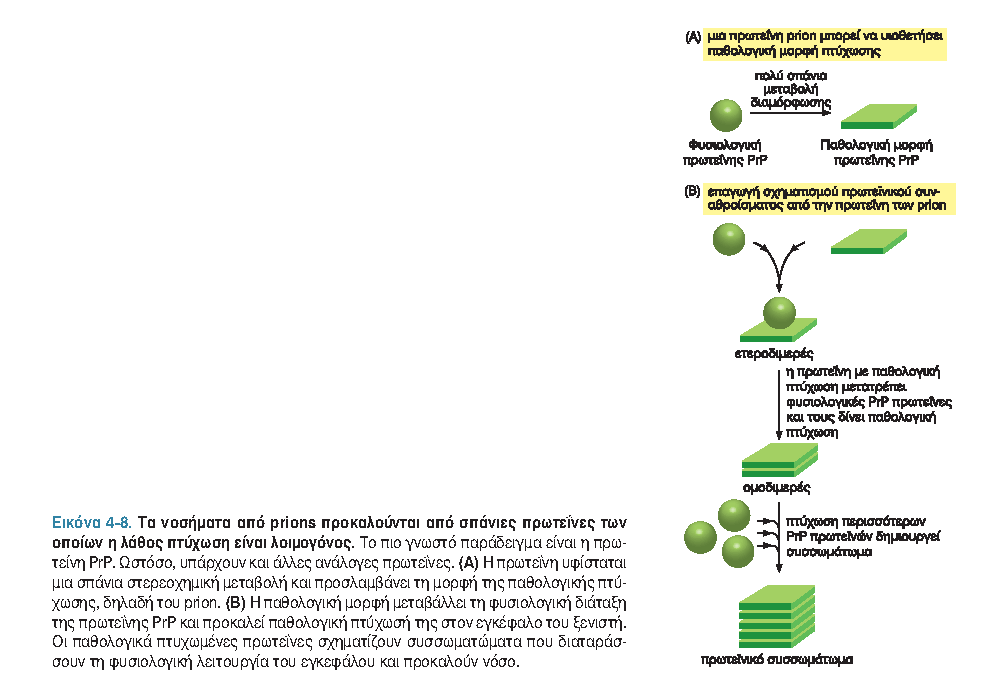 (A) μια πρωτεΐνη prion μπορεί να υιοθετήσει
παθολογική μορφή πτύχωσης
πολύ σπάνια
μεταβολή
διαμόρφωσης
Φυσιολογική
πρωτεΐνης PrP
Παθολογική μορφή
πρωτεΐνης PrP
(B) επαγωγή σχηματισμού πρωτεϊνικού συν-
αθροίσματος από την πρωτεΐνη των prion
ετεροδιμερές
η πρωτεΐνη με παθολογική
πτύχωση μετατρέπει
φυσιολογικές PrP πρωτεΐνες
και τους δίνει παθολογική
πτύχωση
ομοδιμερές
πτύχωση περισσότερων
PrP πρωτεϊνών δημιουργεί
συσσωμάτωμα
πρωτεϊνικό συσσωμάτωμα
Εικόνα 4-8. Τα νοσήματα από prions προκαλούνται από σπάνιες πρωτεΐνες των
οποίων η λάθος πτύχωση είναι λοιμογόνος. Το πιο γνωστό παράδειγμα είναι η πρω-
τεΐνη PrP. Ωστόσο, υπάρχουν και άλλες ανάλογες πρωτεΐνες. (A) Η πρωτεΐνη υφίσταται
μια σπάνια στερεοχημική μεταβολή και προσλαμβάνει τη μορφή της παθολογικής πτύ-
χωσης, δηλαδή του prion. (B) Η παθολογική μορφή μεταβάλλει τη φυσιολογική διάταξη
της πρωτεΐνης PrP και προκαλεί παθολογική πτύχωσή της στον εγκέφαλο του ξενιστή.
Οι παθολογικά πτυχωμένες πρωτεΐνες σχηματίζουν συσσωματώματα που διαταράσ-
σουν τη φυσιολογική λειτουργία του εγκεφάλου και προκαλούν νόσο.